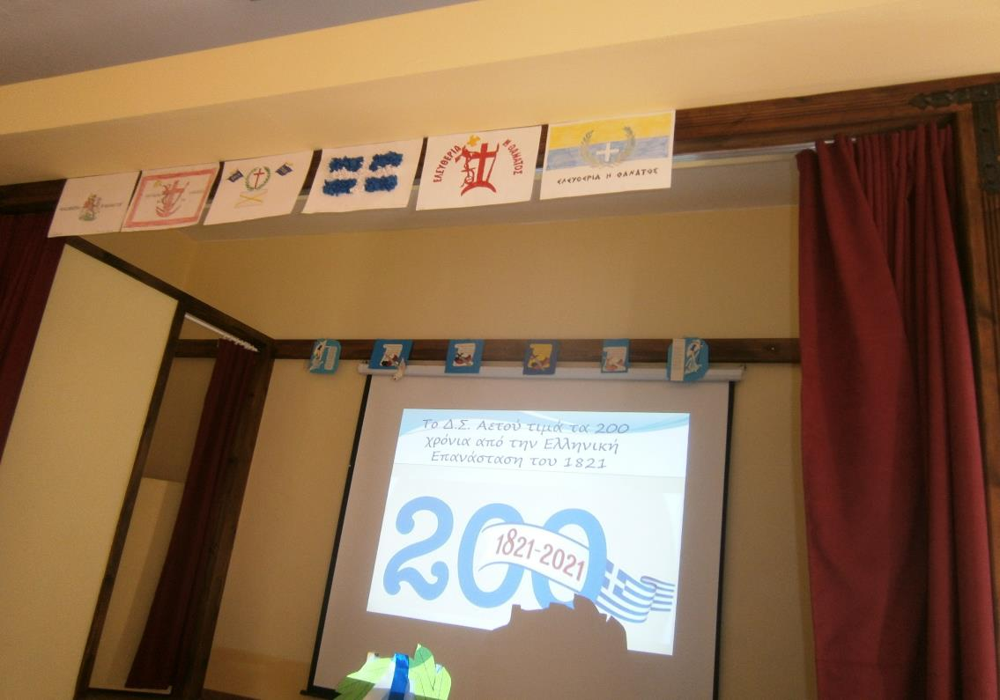 ΕΛΕΥΘΕΡΙΑ Η ΘΑΝΑΤΟΣ
ΕΛΕΥΘΕΡΙΑ Η ΘΑΝΑΤΟΣ
Το Δ.Σ. Αετού τιμά τα 200
χρόνια από την Ελληνική
Επανάσταση του 1821
200
1821-2021